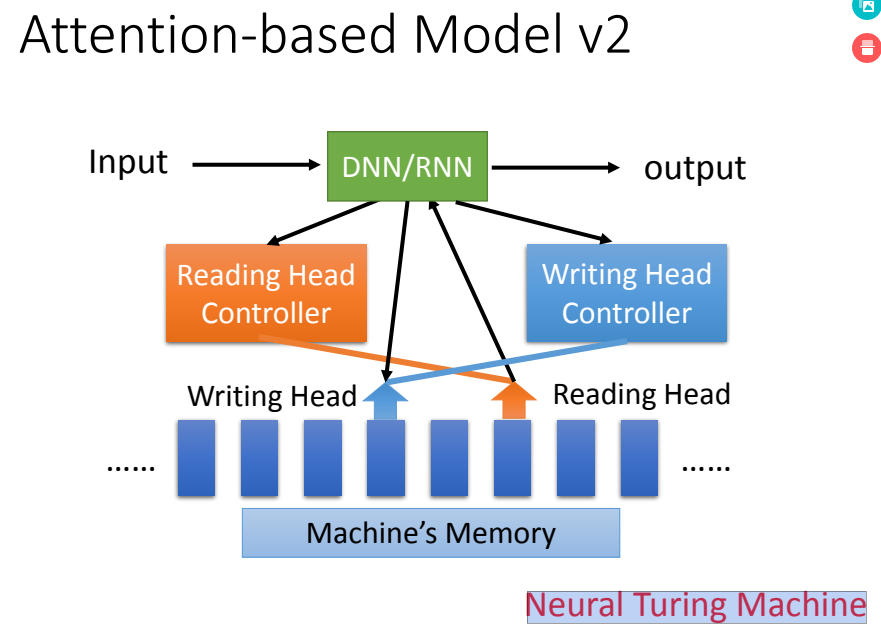 Attention-based Model v2
Input
DNN/RNN
output
Reading Head
Controller
Writing Head
Controller
Writing Head
Reading Head
……
……
Machine’s Memory
Neural Turing Machine